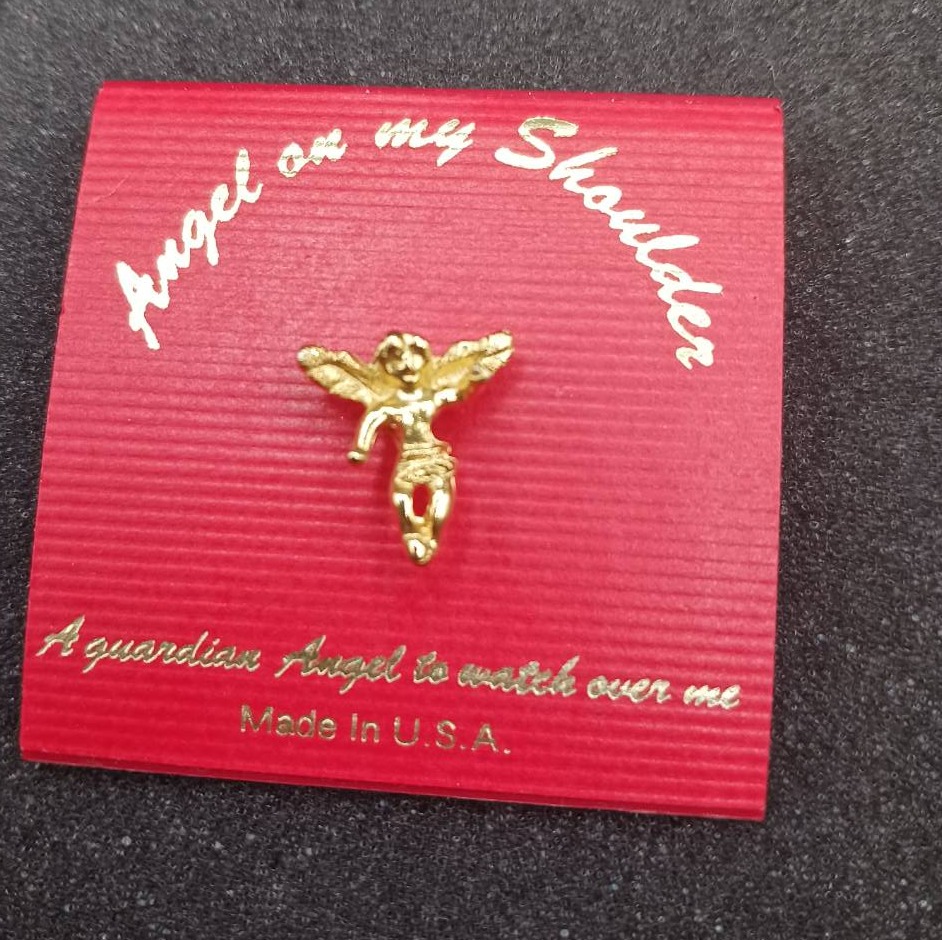 Angel on my Shoulder
A guardian Angel to watch over me
Made In U.S.A.